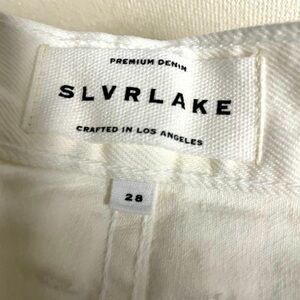 PREMIUM DENIM
SLVRLAKE
CRAFTED IN LOS ANGELES
28